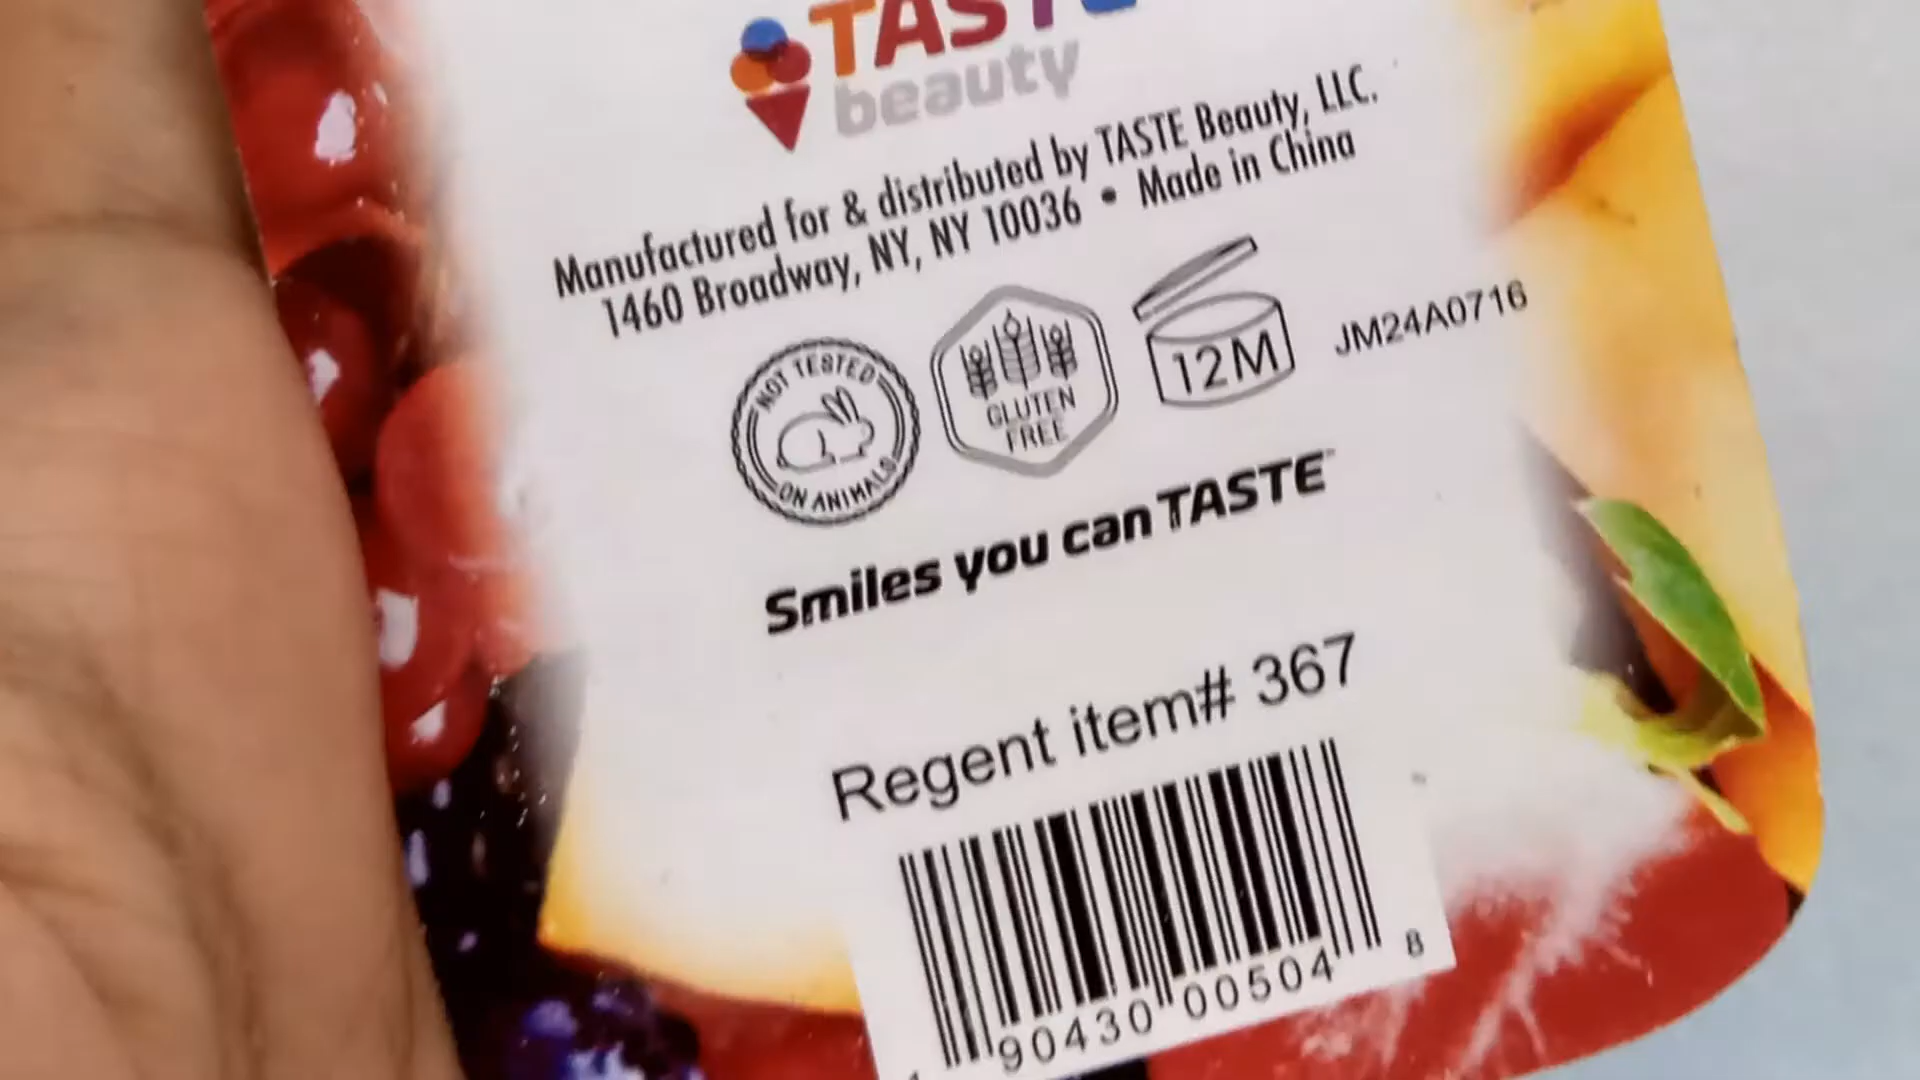 TASTE
beauty
Manufactured for & distributed by TASTE Beauty, LLC.
1460 Broadway, NY, NY 10036 • Made in China
NOT TESTED
ON ANIMALS
GLUTEN
FREE
12M
JM24A0716
Smiles you can TASTE™
Regent item# 367
90430 00504 8